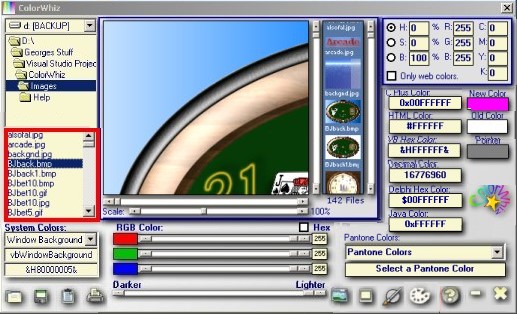 ColorWhiz
d: [BACKUP]
D:\
Georges Stuff
Visual Studio Projec
ColorWhiz
Images
Help
alsofal.jpg
arcade.jpg
backgnd.jpg
BJback.bmp
BJback1.bmp
BJbet10.bmp
BJbet10.gif
BJbet10.jpg
BJbet5.gif
21
alsofal.jpg
Arcade
arcade.jpg
backgnd.jpg
BJback.bmp
BJback1.bmp
142 Files
Scale:
100%
H: 0 R: 255 C: 0
S: 0 G: 255 M: 0
B: 100 % B: 255 Y: 0
Only web colors. K: 0
C Plus Color:
0x00FFFFFF
New Color
HTML Color
#FFFFFF
Old Color
VB Hex Color:
&HFFFFFF&
Pointer
Decimal Color:
16776960
Delphi Hex Color
$00FFFFFF
Java Color:
0xFFFFFF
System Colors:
Window Background
vbWindowBackground
&H80000005&
RGB Color:
Hex
255
255
255
Darker
Lighter
Pantone Colors:
Pantone Colors
Select a Pantone Color